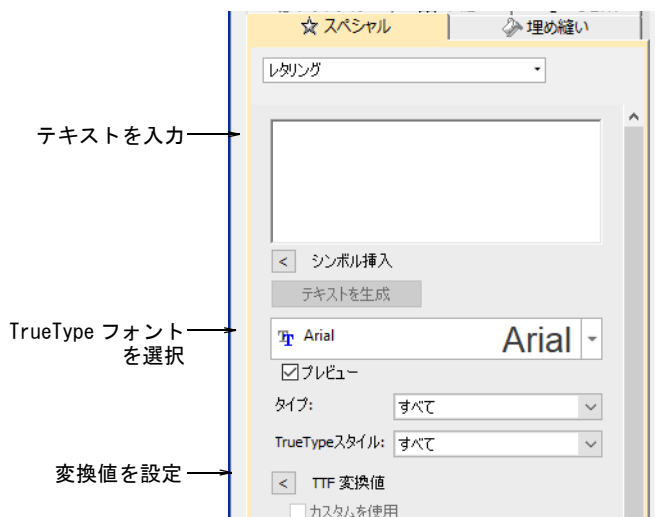 スペシャル
埋め縫い
レタリング
テキストを入力
< シンボル挿入
テキストを生成
TrueType フォント
を選択
Arial Arial
プレビュー
タイプ: すべて
TrueTypeスタイル: すべて
変換値を設定
< TTF 変換値
カスタムを使用